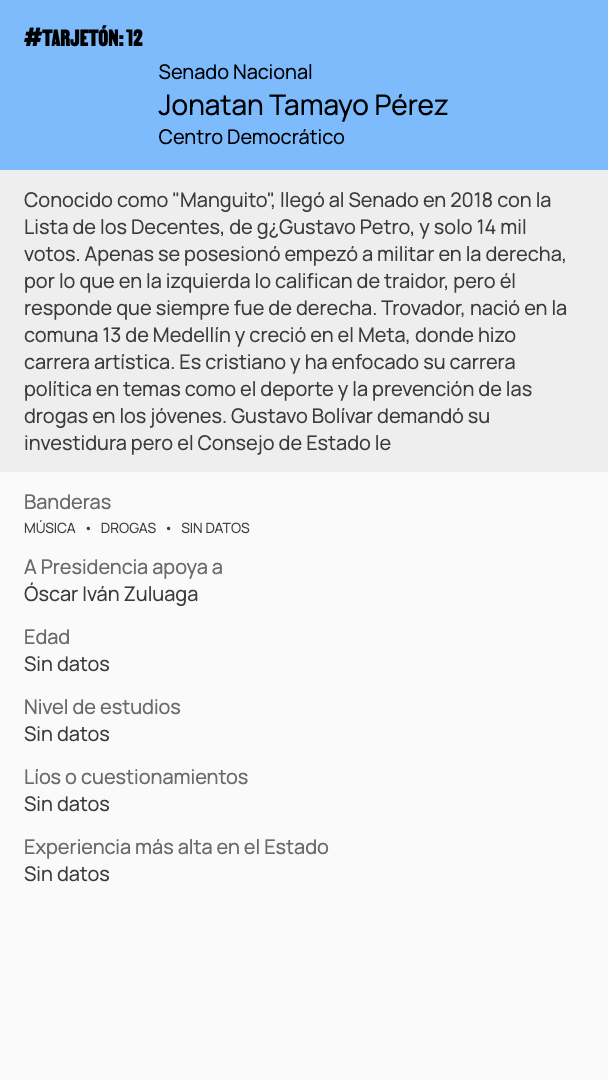 #TARJETÓN: 12
Senado Nacional
Jonatan Tamayo Pérez
Centro Democrático
Conocido como "Manguito", llegó al Senado en 2018 con la
Lista de los Decentes, de g¿Gustavo Petro, y solo 14 mil
votos. Apenas se posesionó empezó a militar en la derecha,
por lo que en la izquierda lo califican de traidor, pero él
responde que siempre fue de derecha. Trovador, nació en la
comuna 13 de Medellín y creció en el Meta, donde hizo
carrera artística. Es cristiano y ha enfocado su carrera
política en temas como el deporte y la prevención de las
drogas en los jóvenes. Gustavo Bolívar demandó su
investidura pero el Consejo de Estado le
Banderas
MÚSICA • DROGAS • SIN DATOS
A Presidencia apoya a
Óscar Iván Zuluaga
Edad
Sin datos
Nivel de estudios
Sin datos
Líos o cuestionamientos
Sin datos
Experiencia más alta en el Estado
Sin datos